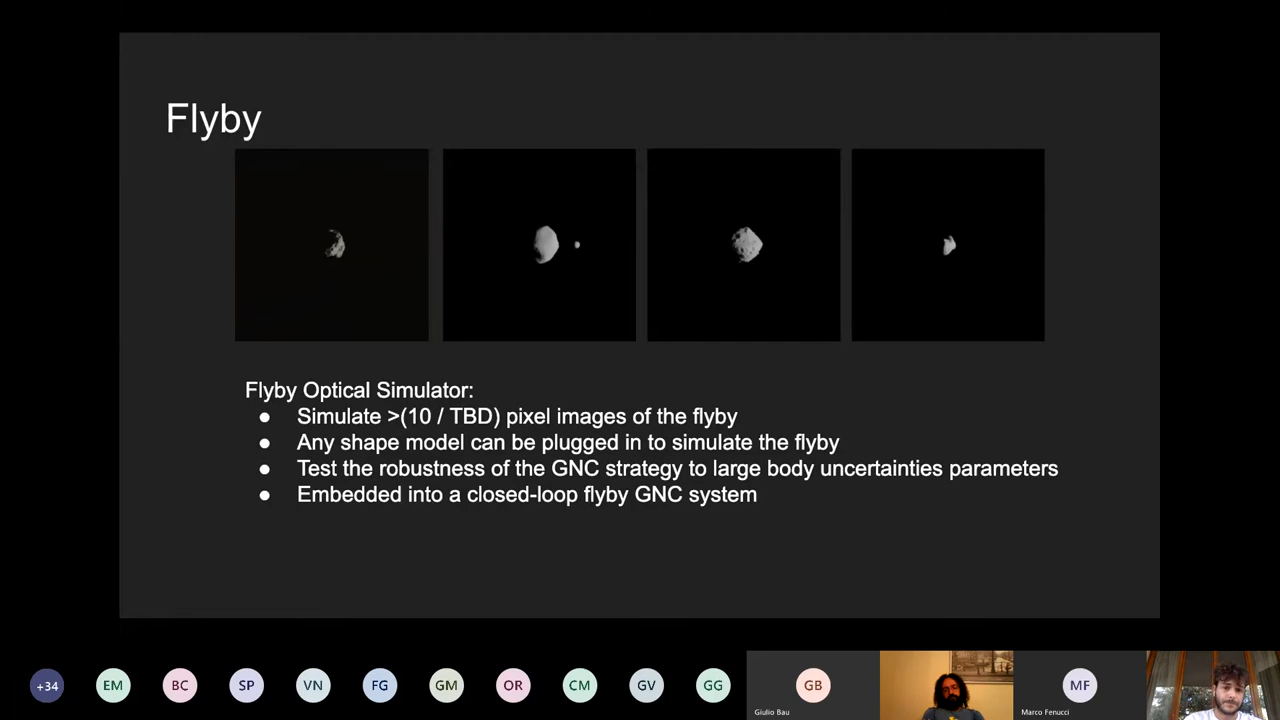 Flyby
Flyby Optical Simulator:
● Simulate >(10 / TBD) pixel images of the flyby
● Any shape model can be plugged in to simulate the flyby
● Test the robustness of the GNC strategy to large body uncertainties parameters
● Embedded into a closed-loop flyby GNC system
+34
EM
BC
SP
VN
FG
GM
OR
CM
GV
GG
GB
MF
Giulio Bau
Marco Fenucci